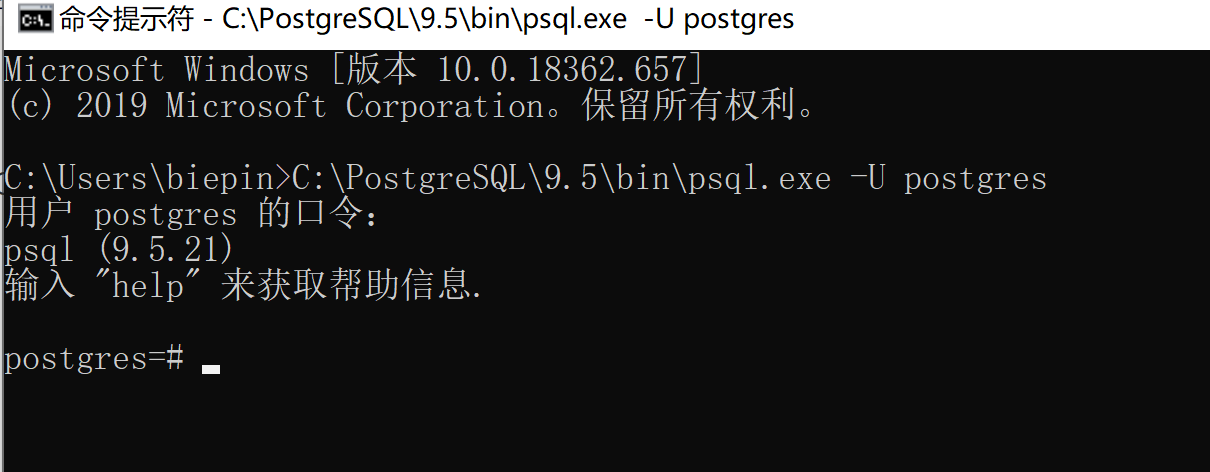 命令提示符 - C:\PostgreSQL\9.5\bin\psql.exe  -U postgres
Microsoft Windows [版本 10.0.18362.657]
(c) 2019 Microsoft Corporation。保留所有权利。
C:\Users\biepin>C:\PostgreSQL\9.5\bin\psql.exe -U postgres
用户 postgres 的口令：
psql (9.5.21)
输入 "help" 来获取帮助信息.
postgres=#